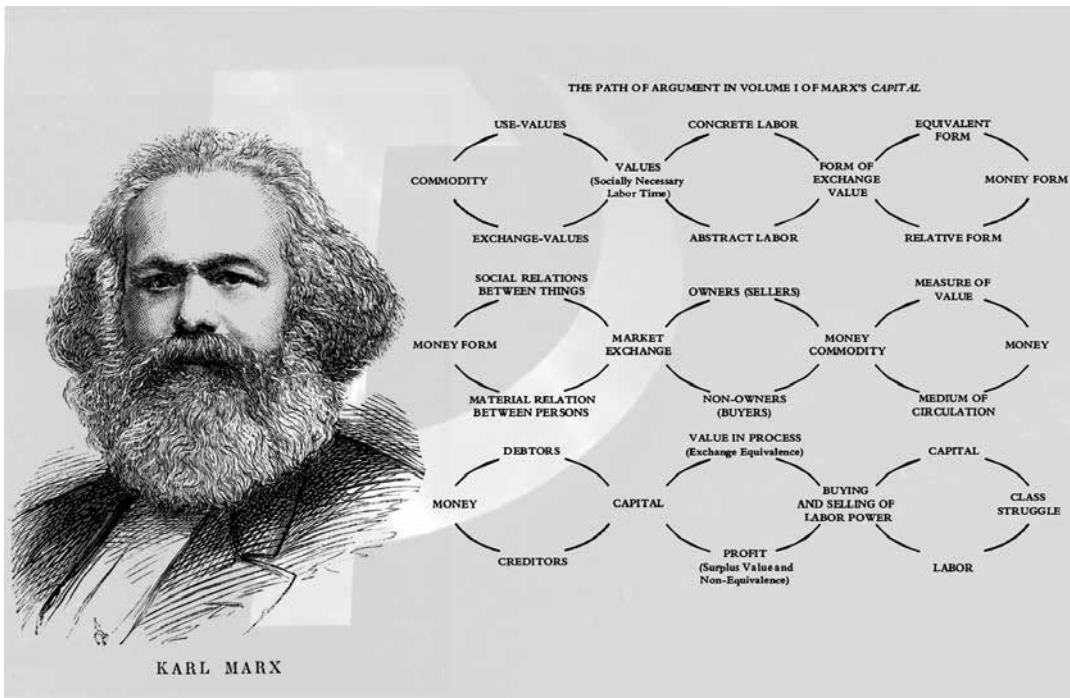 THE PATH OF ARGUMENT IN VOLUME I OF MARX'S CAPITAL
USE-VALUES
CONCRETE LABOR
EQUIVALENT
FORM
COMMODITY
VALUES
(Socially Necessary
Labor Time)
FORM OF
EXCHANGE
VALUE
MONEY FORM
EXCHANGE-VALUES
ABSTRACT LABOR
RELATIVE FORM
SOCIAL RELATIONS
BETWEEN THINGS
OWNERS (SELLERS)
MEASURE OF
VALUE
MONEY FORM
MARKET
EXCHANGE
MONEY
COMMODITY
MONEY
MATERIAL RELATION
BETWEEN PERSONS
NON-OWNERS
(BUYERS)
MEDIUM OF
CIRCULATION
DEBTORS
VALUE IN PROCESS
(Exchange Equivalence)
CAPITAL
MONEY
CAPITAL
BUYING
AND SELLING OF
LABOR POWER
CLASS
STRUGGLE
CREDITORS
PROFIT
(Surplus Value and
Non-Equivalence)
LABOR
KARL MARX